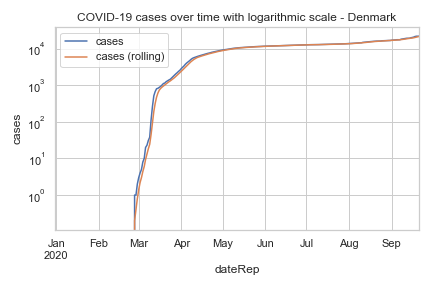 COVID-19 cases over time with logarithmic scale - Denmark
cases
cases (rolling)
10⁴
10³
10²
10¹
10⁰
cases
Jan Feb Mar Apr May Jun Jul Aug Sep
2020
dateRep